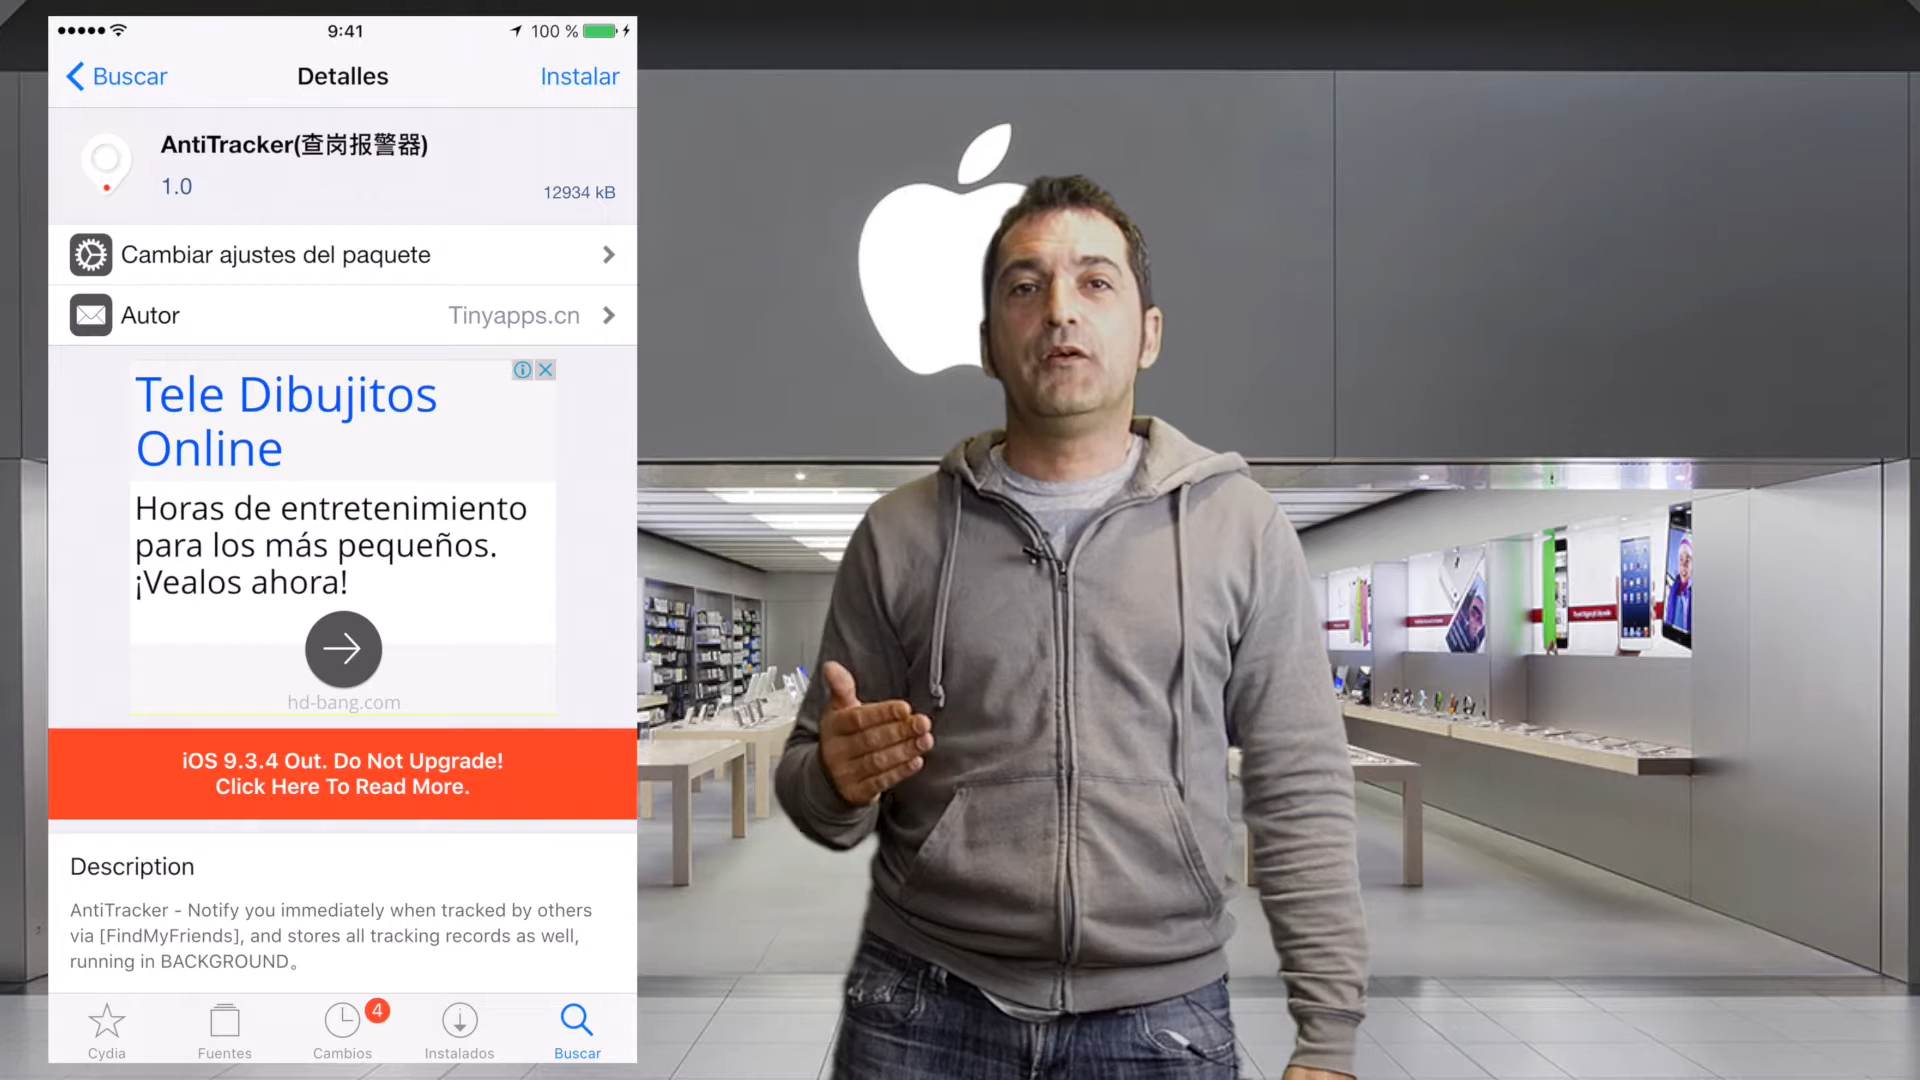 9:41
100 %
Buscar
Detalles
Instalar
AntiTracker(查岗报警器)
1.0
12934 kB
Cambiar ajustes del paquete
Autor
Tinyapps.cn
Tele Dibujitos
Online
Horas de entretenimiento
para los más pequeños.
¡Vealos ahora!
hd-bang.com
iOS 9.3.4 Out. Do Not Upgrade!
Click Here To Read More.
Description
AntiTracker - Notify you immediately when tracked by others
via [FindMyFriends], and stores all tracking records as well,
running in BACKGROUND。
4
Cydia
Fuentes
Cambios
Instalados
Buscar